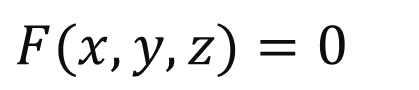 F(x, y, z) = 0